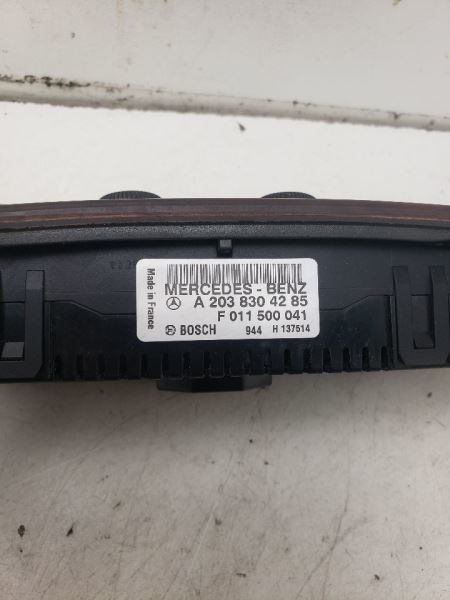 Made in France
MERCEDES - BENZ
A 203 830 42 85
F 011 500 041
BOSCH 944 H 137514